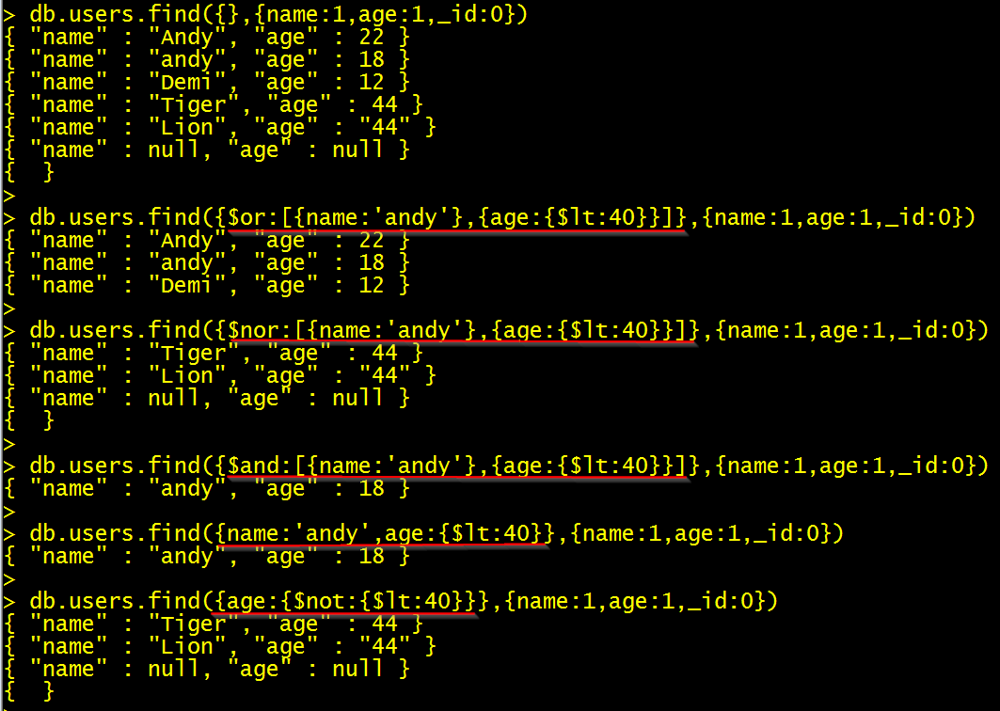 > db.users.find({},{name:1,age:1,_id:0})
{ "name" : "Andy", "age" : 22 }
{ "name" : "andy", "age" : 18 }
{ "name" : "Demi", "age" : 12 }
{ "name" : "Tiger", "age" : 44 }
{ "name" : "Lion", "age" : "44" }
{ "name" : null, "age" : null }
{  }
>
> db.users.find({$or:[{name:'andy'},{age:{$lt:40}}]},{name:1,age:1,_id:0})
{ "name" : "Andy", "age" : 22 }
{ "name" : "andy", "age" : 18 }
{ "name" : "Demi", "age" : 12 }
>
> db.users.find({$nor:[{name:'andy'},{age:{$lt:40}}]},{name:1,age:1,_id:0})
{ "name" : "Tiger", "age" : 44 }
{ "name" : "Lion", "age" : "44" }
{ "name" : null, "age" : null }
{  }
>
> db.users.find({$and:[{name:'andy'},{age:{$lt:40}}]},{name:1,age:1,_id:0})
{ "name" : "andy", "age" : 18 }
>
> db.users.find({name:'andy',age:{$lt:40}},{name:1,age:1,_id:0})
{ "name" : "andy", "age" : 18 }
>
> db.users.find({age:{$not:{$lt:40}}},{name:1,age:1,_id:0})
{ "name" : "Tiger", "age" : 44 }
{ "name" : "Lion", "age" : "44" }
{ "name" : null, "age" : null }
{  }